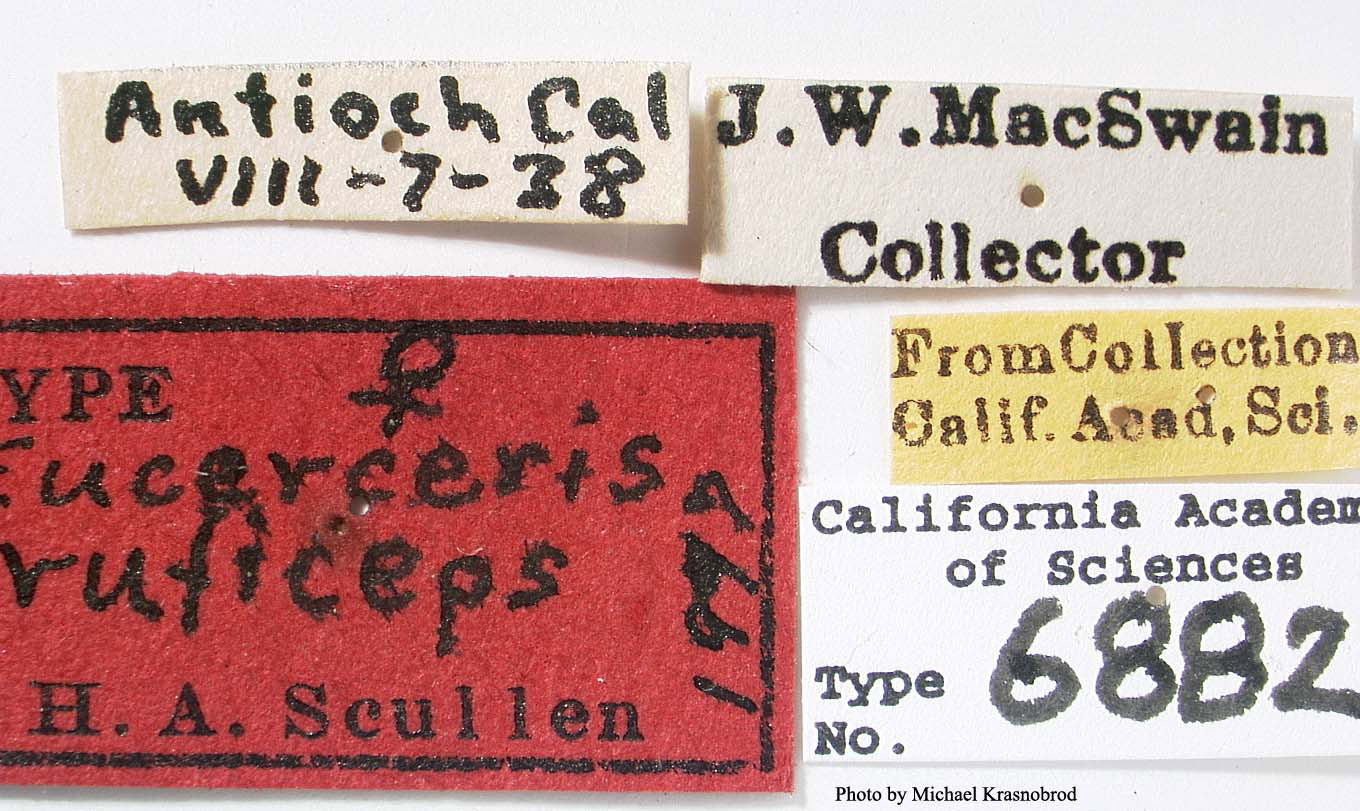 Antioch Cal
VIII-7-38
J.W.MacSwain
Collector
From Collection
Calif. Acad. Sci.
YPE ♀
Eucerceris
ruficeps
1948
H. A. Scullen
California Academ
of Sciences
Type
No. 6882
Photo by Michael Krasnobrod